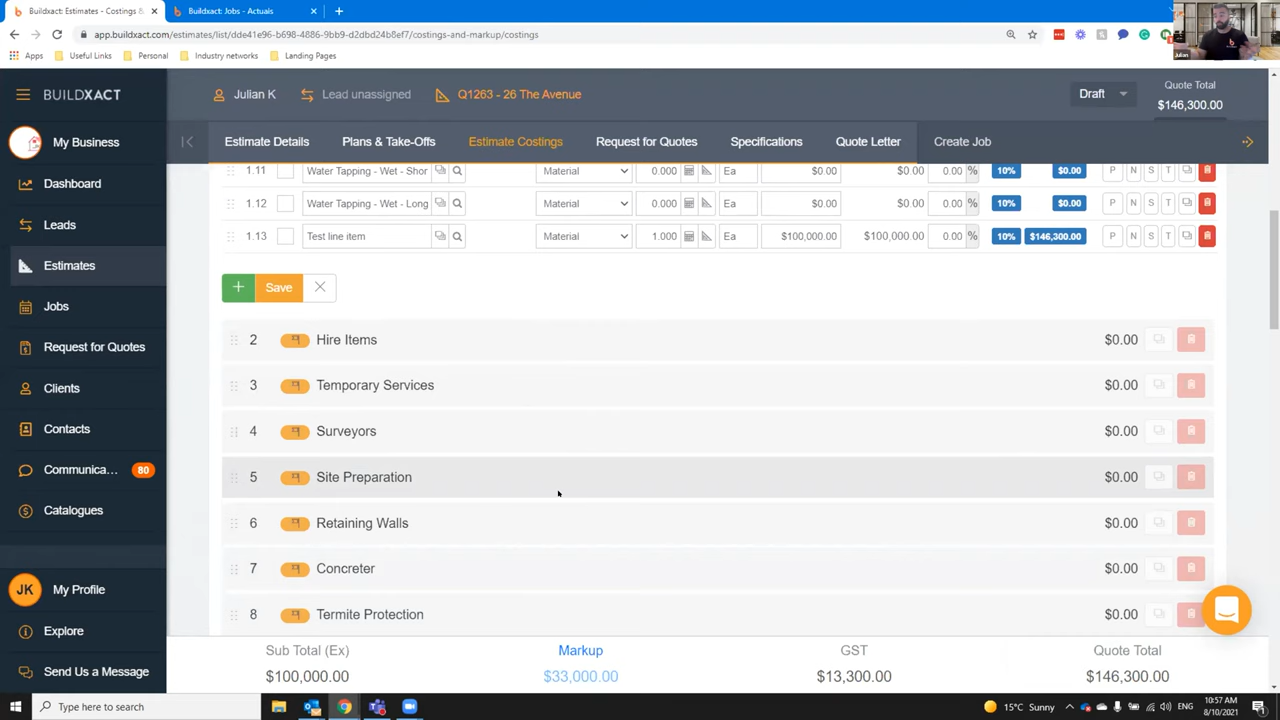 Buildxact: Estimates - Costings &
Buildxact: Jobs - Actuals
app.buildxact.com/estimates/list/dde41e96-b698-4886-9bb9-d2dbd24b8ef7/costings-and-markup/costings
Apps
Useful Links
Personal
Industry networks
Landing Pages
Julian
BUILDXACT
Julian K
Lead unassigned
Q1263 - 26 The Avenue
Draft
Quote Total
$146,300.00
My Business
Estimate Details
Plans & Take-Offs
Estimate Costings
Request for Quotes
Specifications
Quote Letter
Create Job
Dashboard
Leads
Estimates
Jobs
Request for Quotes
Clients
Contacts
Communica...
80
Catalogues
JK
My Profile
Explore
Send Us a Message
1.11 Water Tapping - Wet - Shor Material 0.000 Ea $0.00 $0.00 0.00 % 10% $0.00 P N S T
1.12 Water Tapping - Wet - Long Material 0.000 Ea $0.00 $0.00 0.00 % 10% $0.00 P N S T
1.13 Test line item Material 1.000 Ea $100,000.00 $100,000.00 0.00 % 10% $146,300.00 P N S T
+ Save
2 Hire Items $0.00
3 Temporary Services $0.00
4 Surveyors $0.00
5 Site Preparation $0.00
6 Retaining Walls $0.00
7 Concreter $0.00
8 Termite Protection $0.00
Sub Total (Ex) Markup GST Quote Total
$100,000.00 $33,000.00 $13,300.00 $146,300.00
Type here to search
15°C Sunny
ENG
10:57 AM
8/10/2021